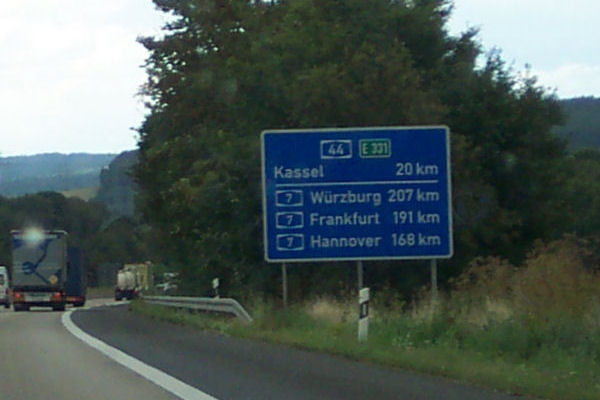 44 E 331
Kassel 20 km
7 Würzburg 207 km
7 Frankfurt 191 km
7 Hannover 168 km